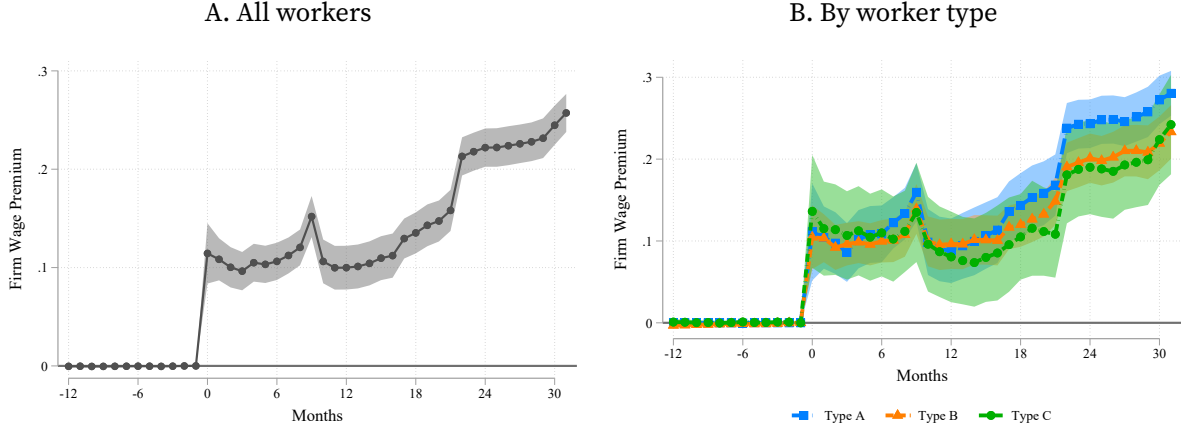 A. All workers
Firm Wage Premium
.3
.2
.1
0
-12 -6 0 6 12 18 24 30
Months
B. By worker type
Firm Wage Premium
.3
.2
.1
0
-12 -6 0 6 12 18 24 30
Months
Type A Type B Type C